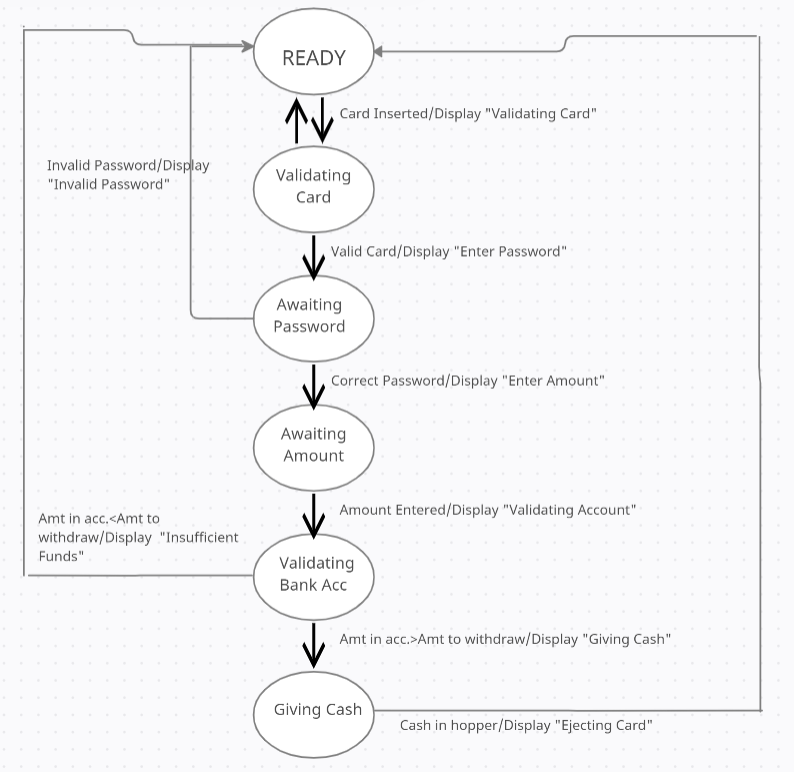 READY
Card Inserted/Display "Validating Card"
Invalid Password/Display
"Invalid Password"
Validating
Card
Valid Card/Display "Enter Password"
Awaiting
Password
Correct Password/Display "Enter Amount"
Awaiting
Amount
Amount Entered/Display "Validating Account"
Amt in acc.<Amt to
withdraw/Display "Insufficient
Funds"
Validating
Bank Acc
Amt in acc.>Amt to withdraw/Display "Giving Cash"
Giving Cash
Cash in hopper/Display "Ejecting Card"